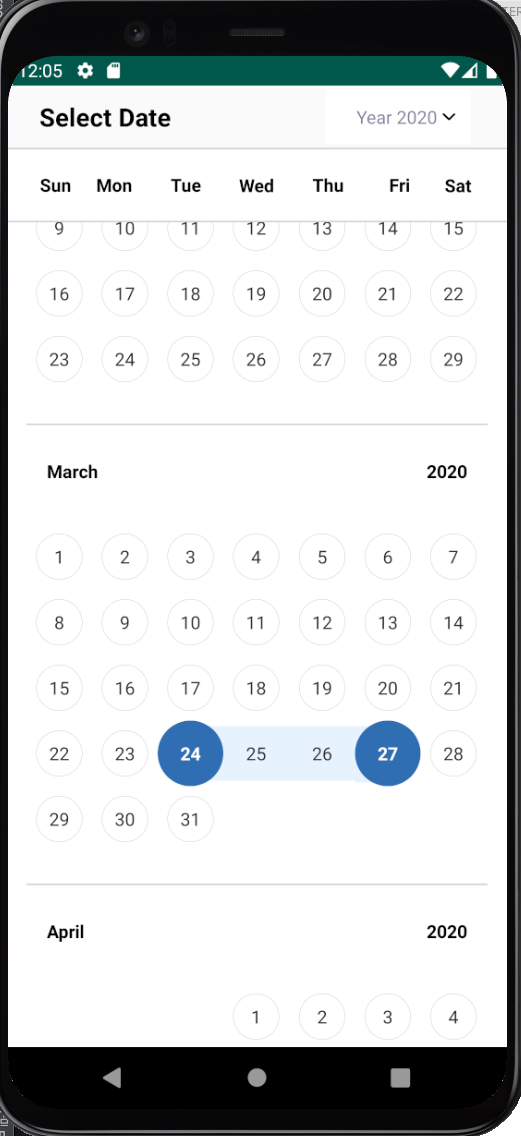 TER
12:05
Select Date Year 2020
Sun Mon Tue Wed Thu Fri Sat
9 10 11 12 13 14 15
16 17 18 19 20 21 22
23 24 25 26 27 28 29
March 2020
1 2 3 4 5 6 7
8 9 10 11 12 13 14
15 16 17 18 19 20 21
22 23 24 25 26 27 28
29 30 31
April 2020
1 2 3 4